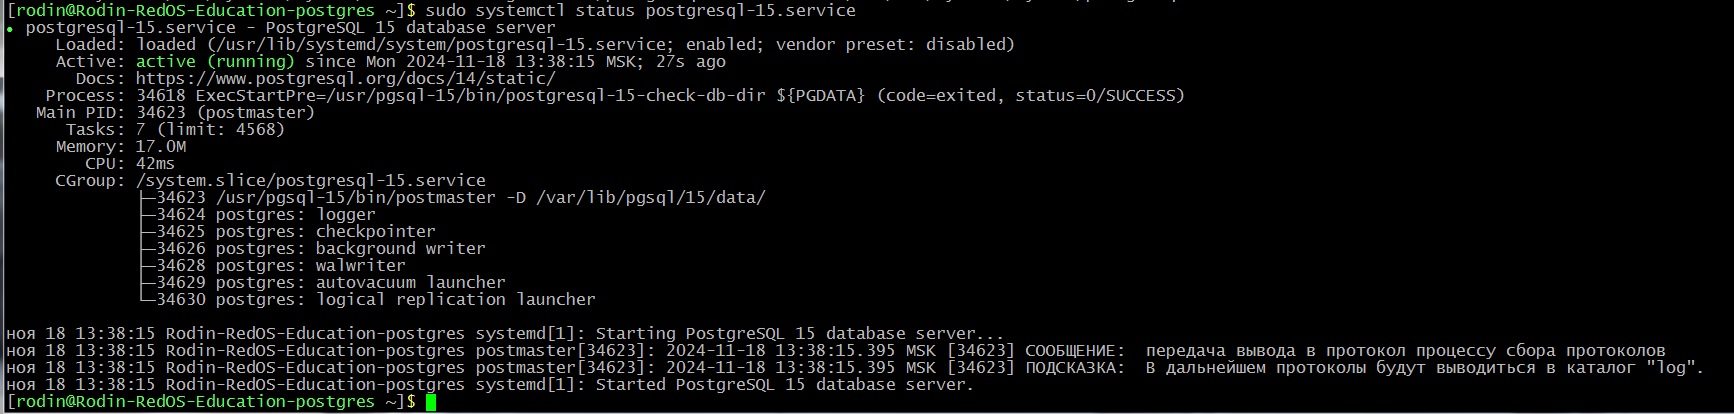 [rodin@Rodin-RedOS-Education-postgres ~]$ sudo systemctl status postgresql-15.service
● postgresql-15.service - PostgreSQL 15 database server
     Loaded: loaded (/usr/lib/systemd/system/postgresql-15.service; enabled; vendor preset: disabled)
     Active: active (running) since Mon 2024-11-18 13:38:15 MSK; 27s ago
       Docs: https://www.postgresql.org/docs/14/static/
    Process: 34618 ExecStartPre=/usr/pgsql-15/bin/postgresql-15-check-db-dir ${PGDATA} (code=exited, status=0/SUCCESS)
   Main PID: 34623 (postmaster)
      Tasks: 7 (limit: 4568)
     Memory: 17.0M
        CPU: 42ms
     CGroup: /system.slice/postgresql-15.service
             ├─34623 /usr/pgsql-15/bin/postmaster -D /var/lib/pgsql/15/data/
             ├─34624 postgres: logger
             ├─34625 postgres: checkpointer
             ├─34626 postgres: background writer
             ├─34628 postgres: walwriter
             ├─34629 postgres: autovacuum launcher
             └─34630 postgres: logical replication launcher
ноя 18 13:38:15 Rodin-RedOS-Education-postgres systemd[1]: Starting PostgreSQL 15 database server...
ноя 18 13:38:15 Rodin-RedOS-Education-postgres postmaster[34623]: 2024-11-18 13:38:15.395 MSK [34623] СООБЩЕНИЕ:  передача вывода в протокол процессу сбора протоколов
ноя 18 13:38:15 Rodin-RedOS-Education-postgres postmaster[34623]: 2024-11-18 13:38:15.395 MSK [34623] ПОДСКАЗКА:  В дальнейшем протоколы будут выводиться в каталог "log".
ноя 18 13:38:15 Rodin-RedOS-Education-postgres systemd[1]: Started PostgreSQL 15 database server.
[rodin@Rodin-RedOS-Education-postgres ~]$